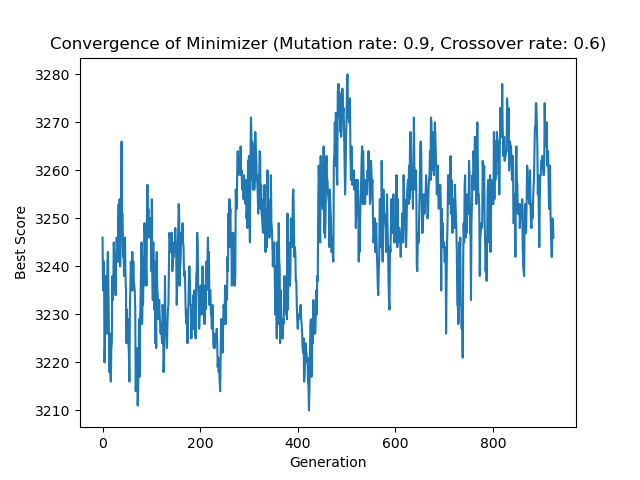 Convergence of Minimizer (Mutation rate: 0.9, Crossover rate: 0.6)
3280
3270
3260
3250
3240
3230
3220
3210
Best Score
0 200 400 600 800
Generation